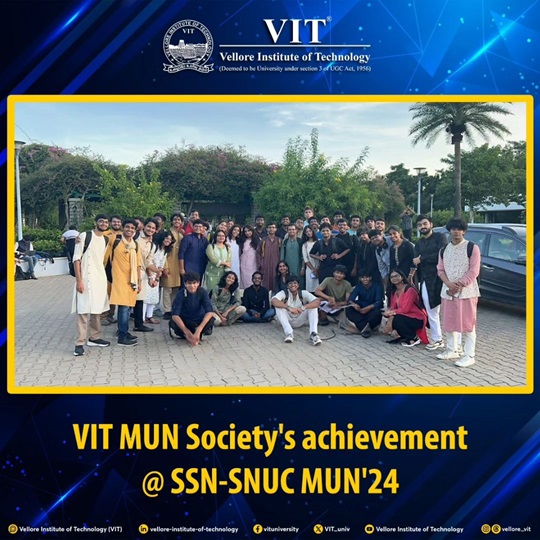 VIT®
Vellore Institute of Technology
(Deemed to be University under section 3 of UGC Act, 1956)
VIT MUN Society's achievement
@ SSN-SNUC MUN'24
Vellore Institute of Technology (VIT) vellore-institute-of-technology vituniversity VIT_univ Vellore Institute of Technology vellore_vit